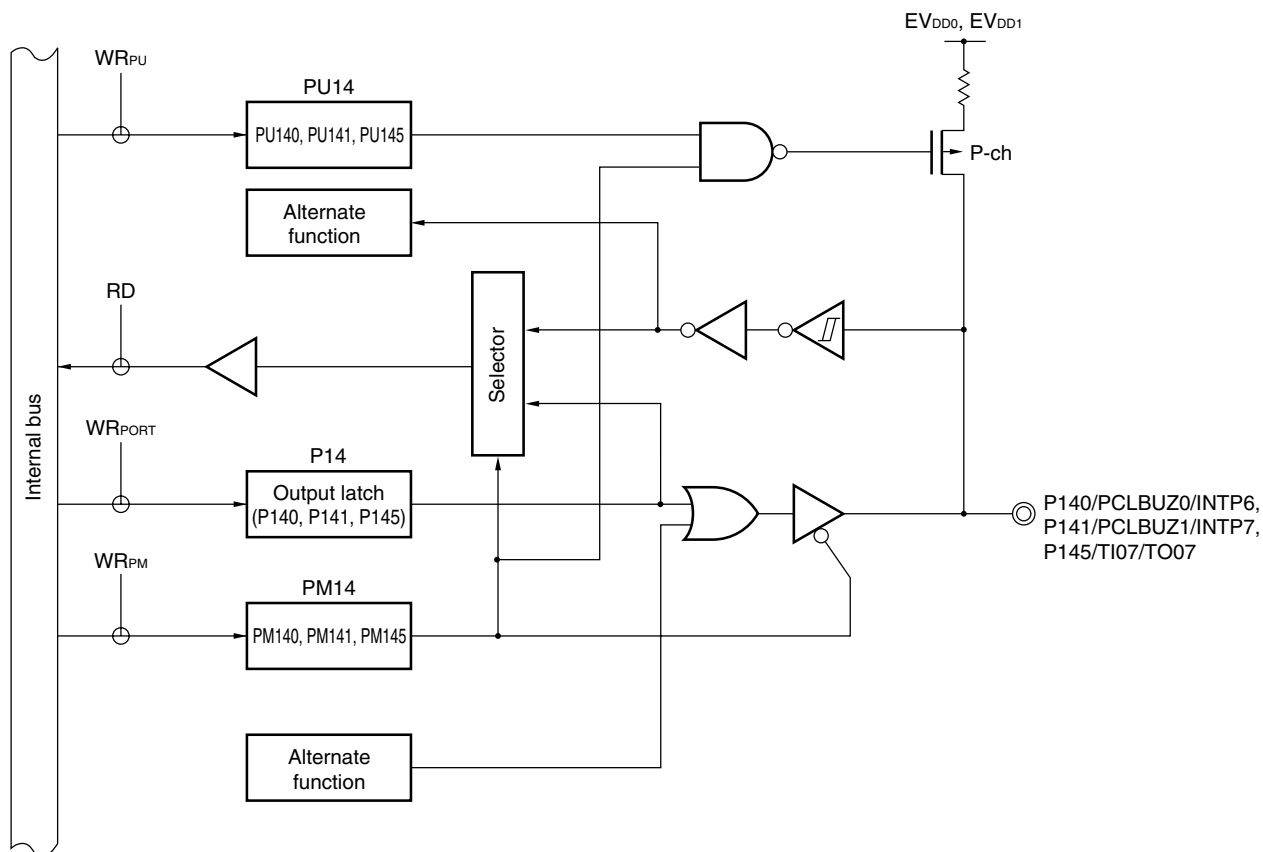 EVDD0, EVDD1
WRPU
PU14
PU140, PU141, PU145
P-ch
Alternate
function
RD
Selector
Internal bus
WRPORT
P14
Output latch
(P140, P141, P145)
P140/PCLBUZ0/INTP6,
P141/PCLBUZ1/INTP7,
P145/TI07/TO07
WRPM
PM14
PM140, PM141, PM145
Alternate
function